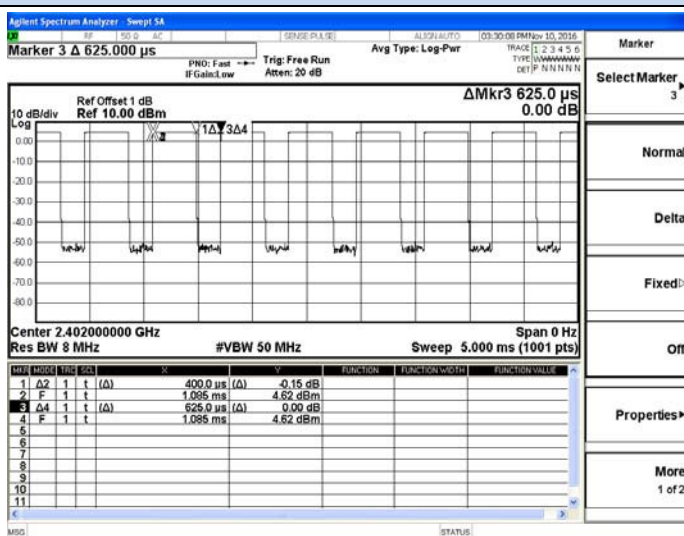 Agilent Spectrum Analyzer - Swept SA
RF 50 Ω AC SENSE:PULSE ALIGN AUTO 03:30:08 PM Nov 10, 2016
Marker 3 Δ 625.000 µs
PNO: Fast
IFGain:Low
Trig: Free Run
Atten: 20 dB
Avg Type: Log-Pwr
TRACE 1 2 3 4 5 6
TYPE
DET P N N N N N
Ref Offset 1 dB
10 dB/div Ref 10.00 dBm
ΔMkr3 625.0 µs
0.00 dB
Log
1Δ2 3Δ4
0.00
-10.0
-20.0
-30.0
-40.0
-50.0
-60.0
-70.0
-80.0
Center 2.402000000 GHz Span 0 Hz
Res BW 8 MHz #VBW 50 MHz Sweep 5.000 ms (1001 pts)
MKR MODE TRC SCL X Y FUNCTION FUNCTION WIDTH FUNCTION VALUE
1 Δ2 1 t (Δ) 400.0 µs (Δ) -0.15 dB
2 F 1 t 1.085 ms 4.62 dBm
3 Δ4 1 t (Δ) 625.0 µs (Δ) 0.00 dB
4 F 1 t 1.085 ms 4.62 dBm
5
6
7
8
9
10
11
MSG STATUS
Marker
Select Marker
3
Normal
Delta
Fixed
Off
Properties
More
1 of 2